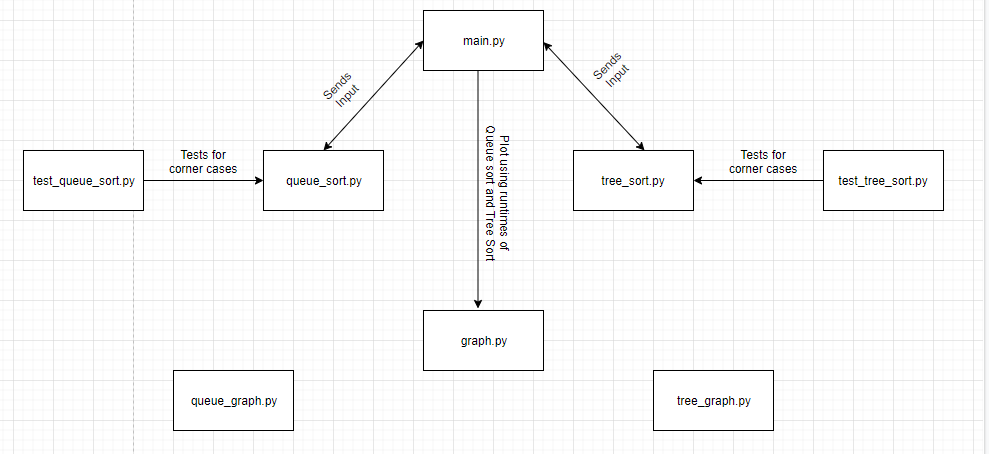 main.py
Sends
Input
Sends
Input
Tests for
corner cases
Tests for
corner cases
test_queue_sort.py
queue_sort.py
Plot using runtimes of
Queue sort and Tree Sort
tree_sort.py
test_tree_sort.py
graph.py
queue_graph.py
tree_graph.py